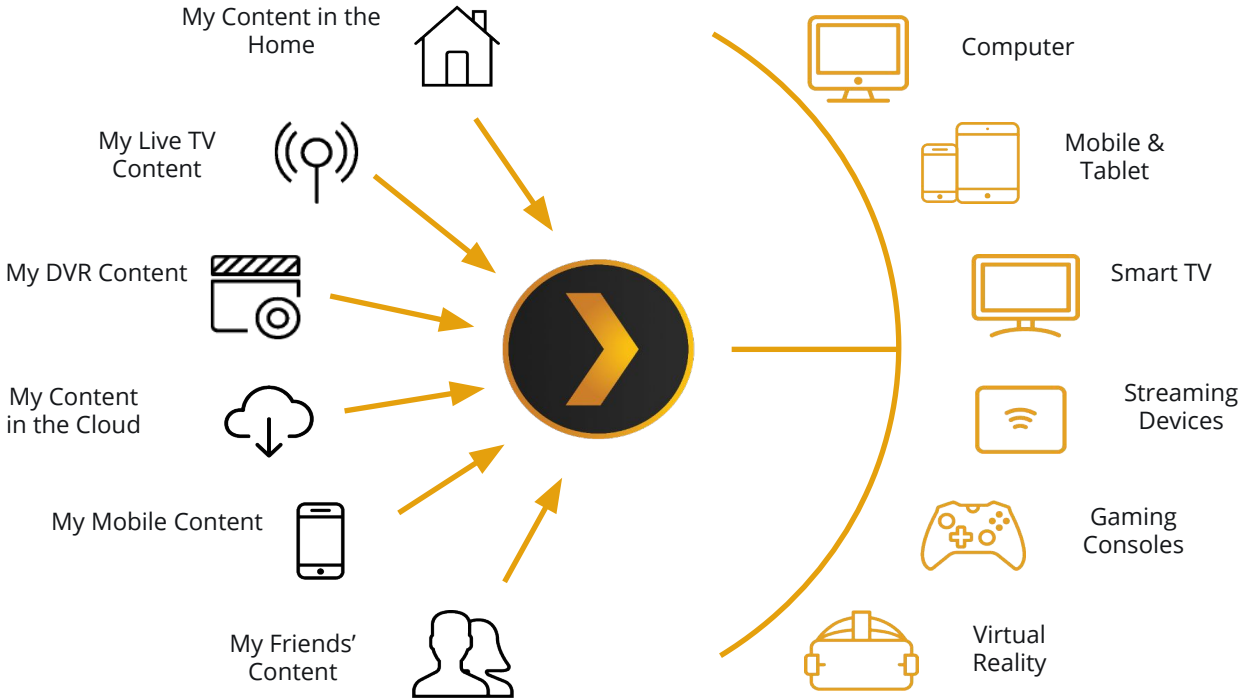 My Content in the
Home
My Live TV
Content
My DVR Content
My Content
in the Cloud
My Mobile Content
My Friends’
Content
Computer
Mobile &
Tablet
Smart TV
Streaming
Devices
Gaming
Consoles
Virtual
Reality